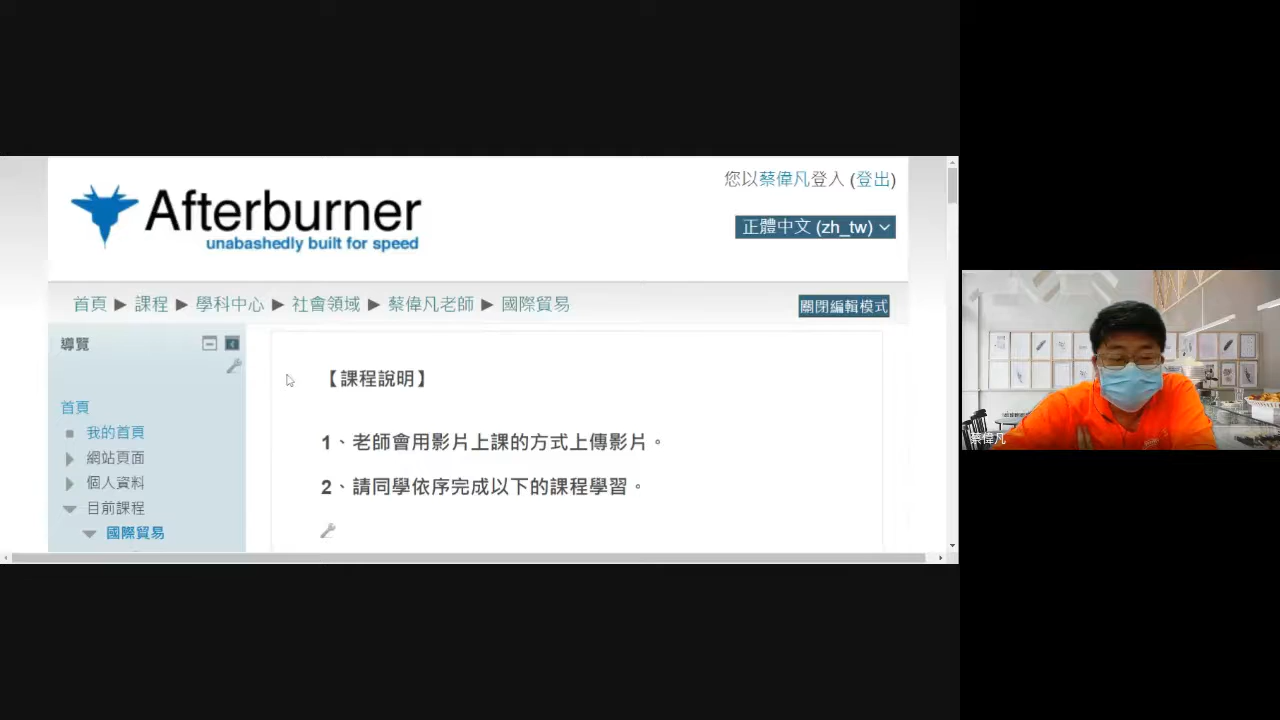 Afterburner
unabashedly built for speed
您以蔡偉凡登入 (登出)
正體中文 (zh_tw)
首頁 ► 課程 ► 學科中心 ► 社會領域 ► 蔡偉凡老師 ► 國際貿易
關閉編輯模式
導覽
首頁
我的首頁
網站頁面
個人資料
目前課程
國際貿易
【課程說明】
1、老師會用影片上課的方式上傳影片。
2、請同學依序完成以下的課程學習。
蔡偉凡